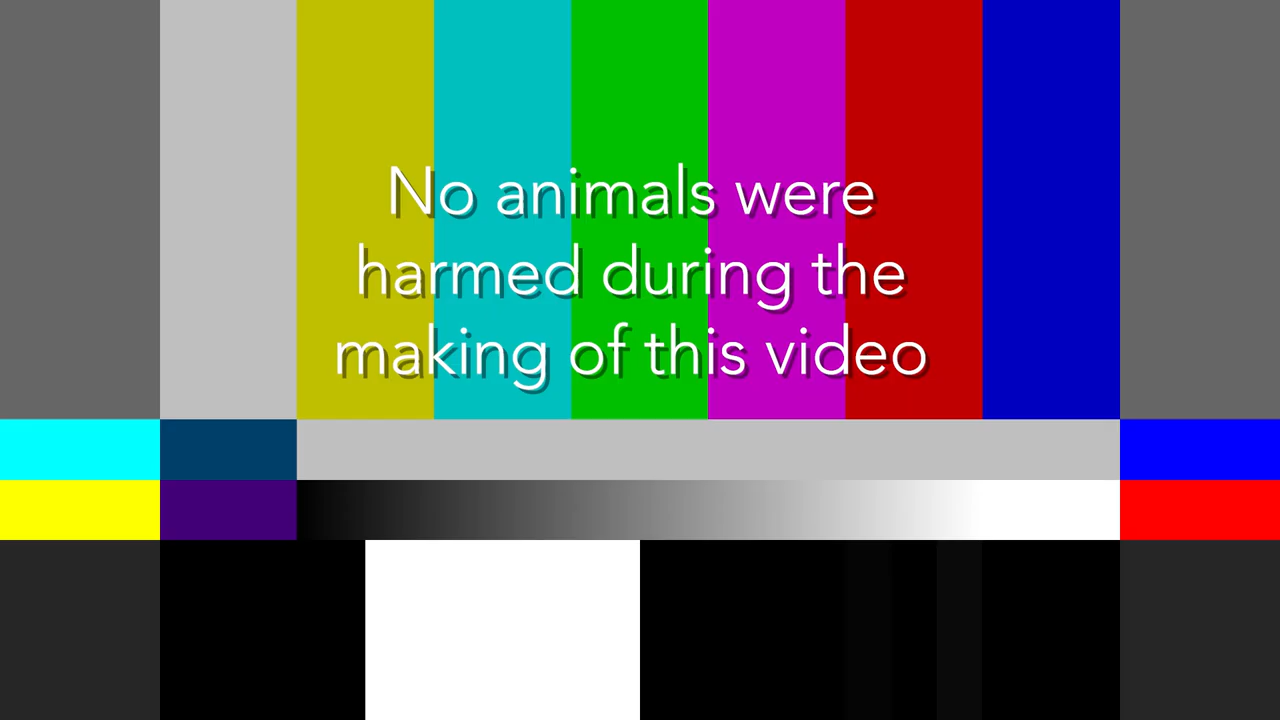 No animals were
harmed during the
making of this video